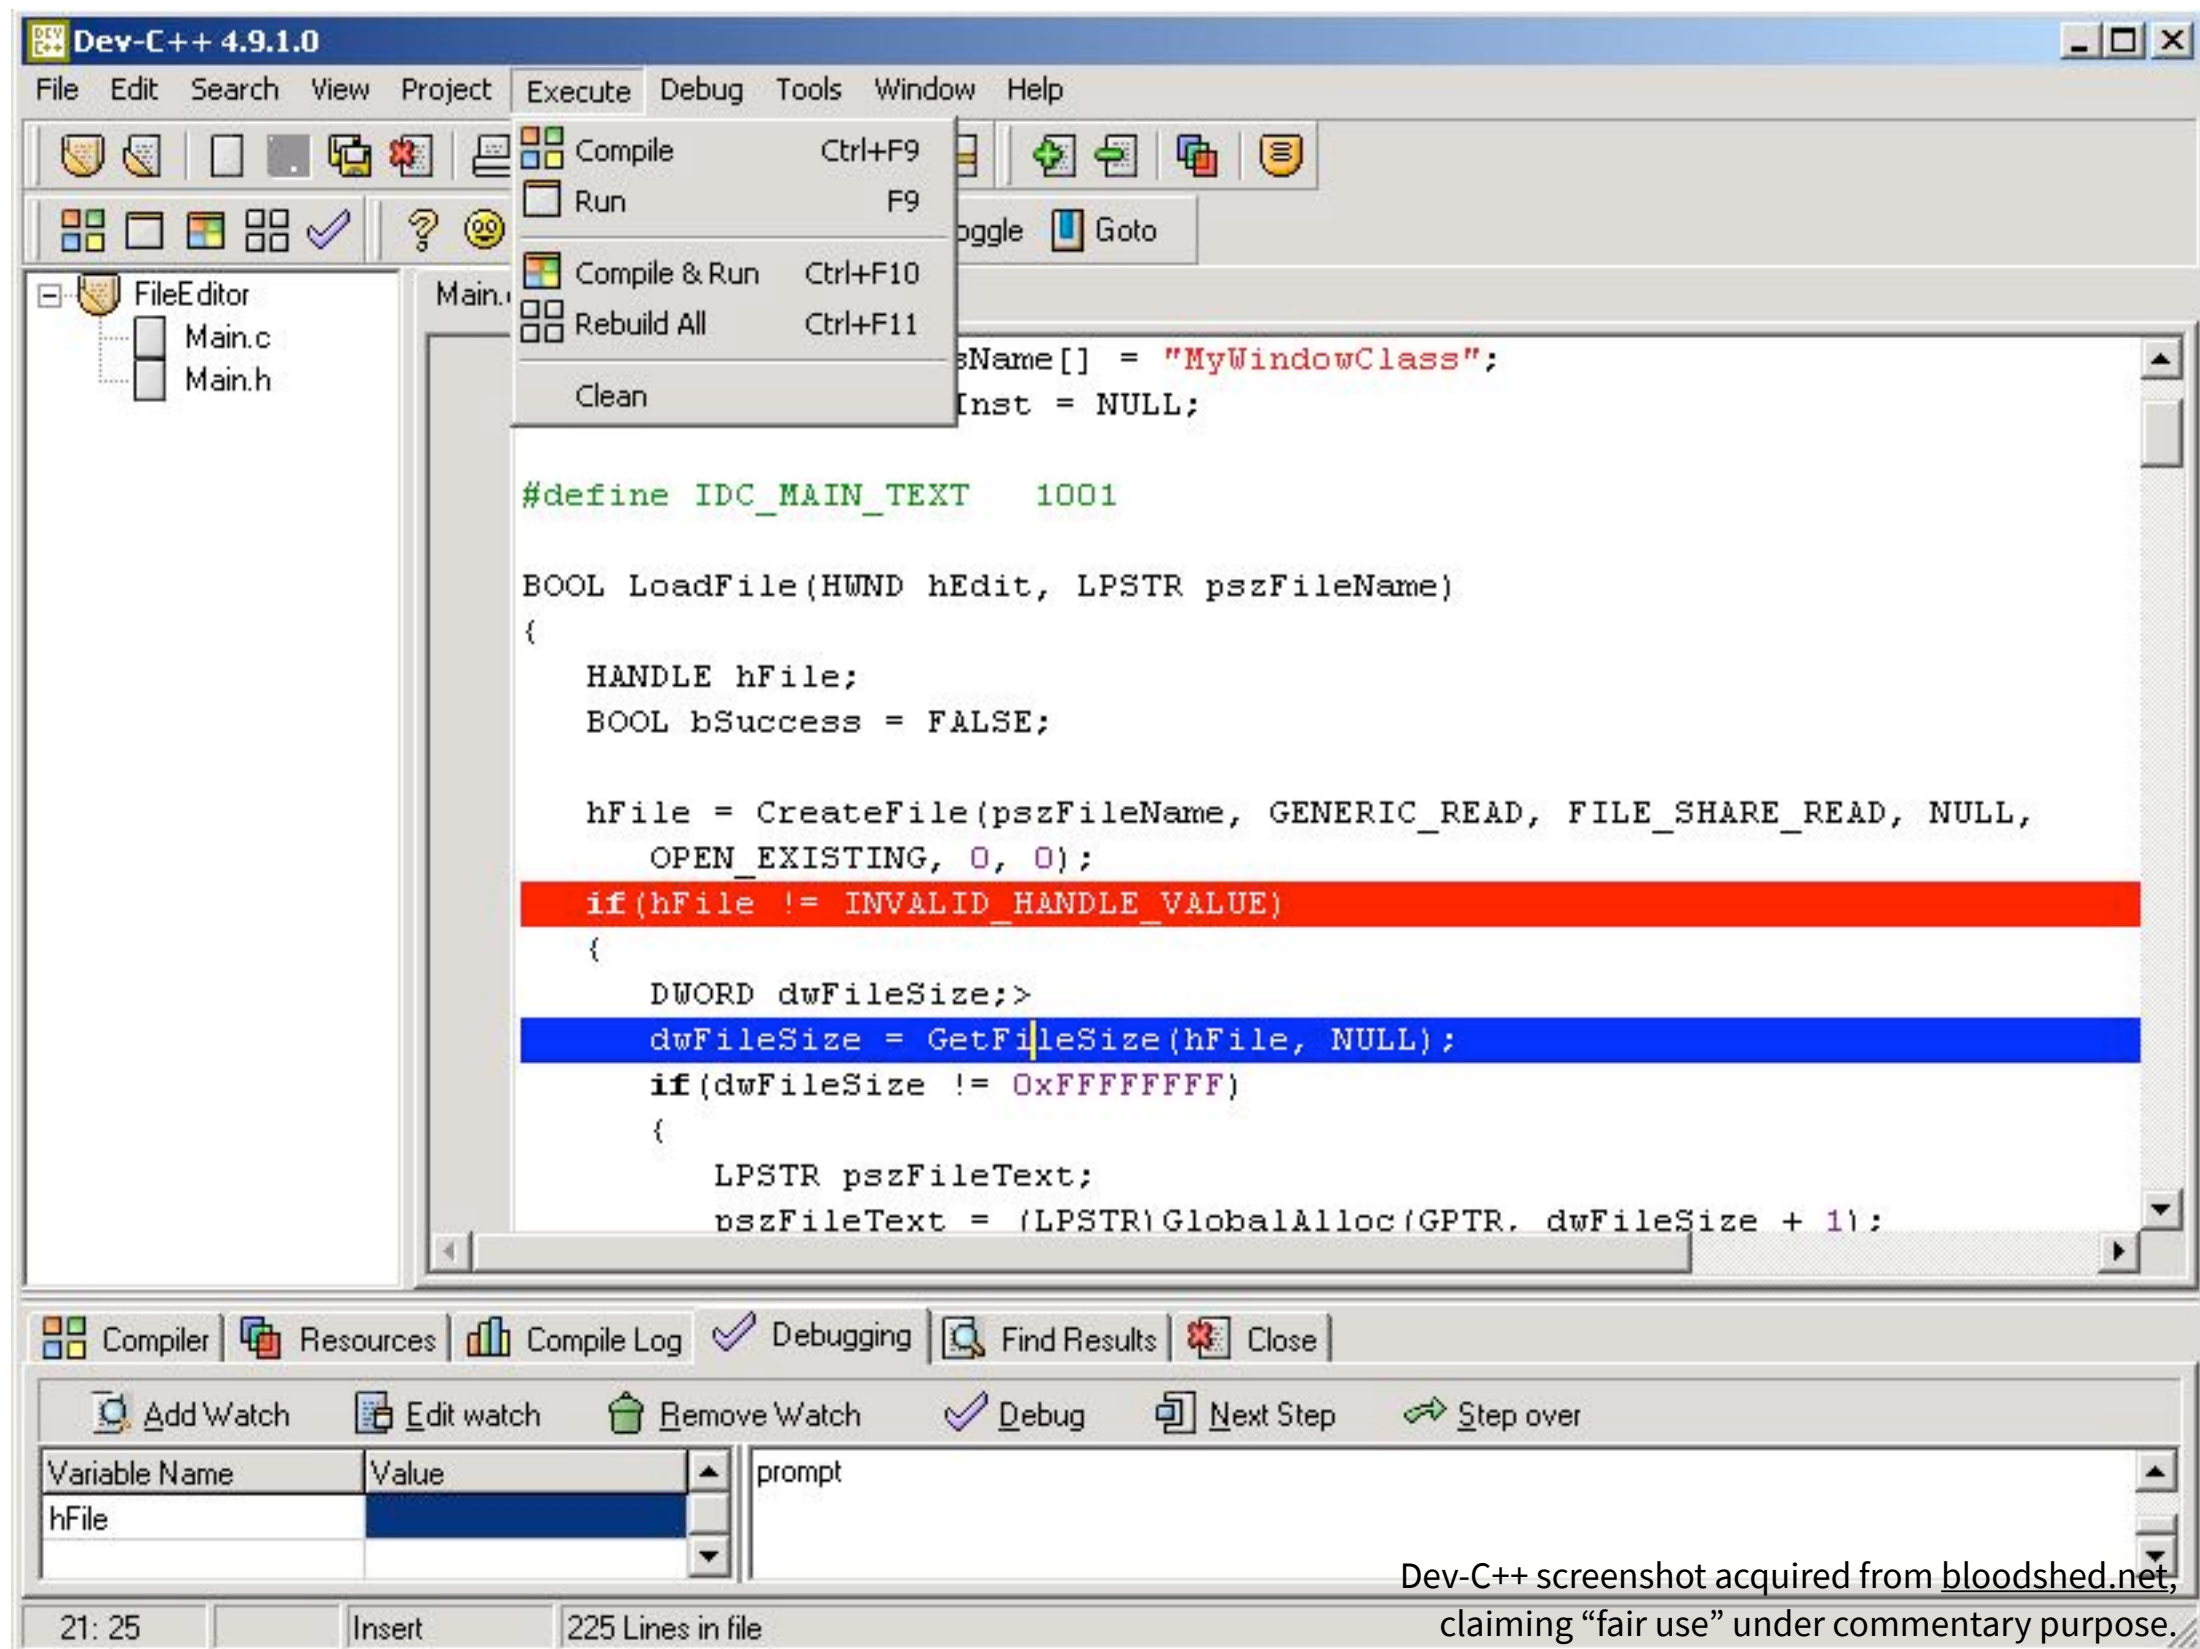 Dev-C++ 4.9.1.0
File Edit Search View Project Execute Debug Tools Window Help
Compile Ctrl+F9
Run F9
Compile & Run Ctrl+F10
Rebuild All Ctrl+F11
Clean
oggle Goto
FileEditor
Main.c
Main.h
Main.
sName[] = "MyWindowClass";
Inst = NULL;
#define IDC_MAIN_TEXT 1001
BOOL LoadFile(HWND hEdit, LPSTR pszFileName)
{
HANDLE hFile;
BOOL bSuccess = FALSE;
hFile = CreateFile(pszFileName, GENERIC_READ, FILE_SHARE_READ, NULL,
OPEN_EXISTING, 0, 0);
if(hFile != INVALID_HANDLE_VALUE)
{
DWORD dwFileSize;>
dwFileSize = GetFileSize(hFile, NULL);
if(dwFileSize != 0xFFFFFFFF)
{
LPSTR pszFileText;
pszFileText = (LPSTR)GlobalAlloc(GPTR, dwFileSize + 1);
Compiler Resources Compile Log Debugging Find Results Close
Add Watch Edit watch Remove Watch Debug Next Step Step over
Variable Name Value
hFile
prompt
21: 25 Insert 225 Lines in file
Dev-C++ screenshot acquired from bloodshed.net,
claiming “fair use” under commentary purpose.